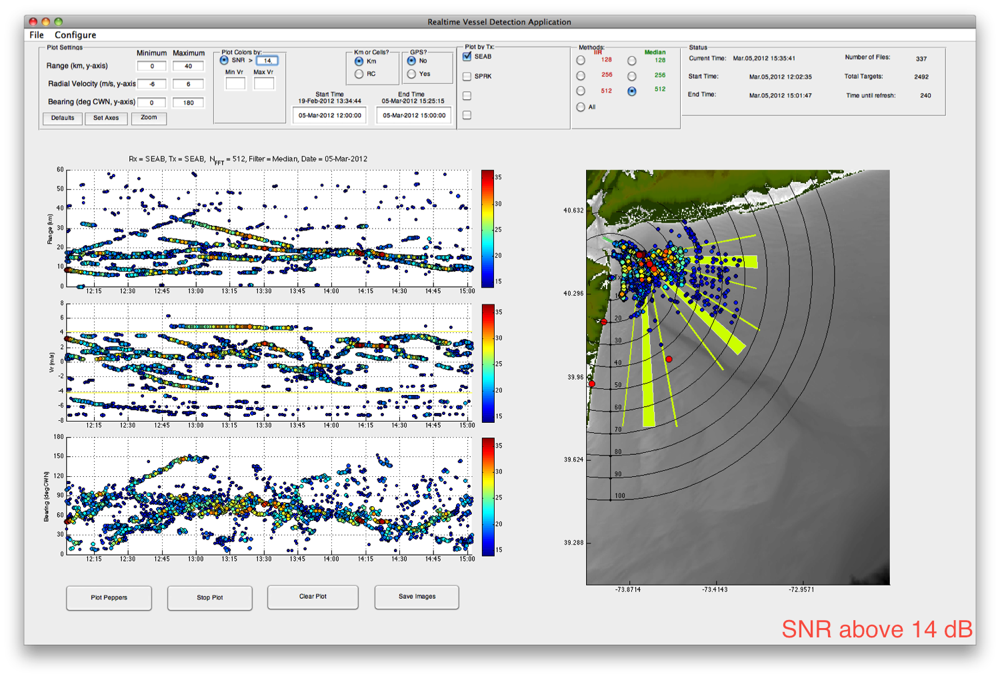 Realtime Vessel Detection Application
File Configure
Plot Settings
Minimum Maximum
Range (km, y-axis) 0 40
Radial Velocity (m/s, y-axis -6 6
Bearing (deg CWN, y-axis) 0 180
Defaults Set Axes Zoom
Plot Colors by:
SNR > 14.
Min Vr Max Vr
Km or Cells?
Km
RC
GPS?
No
Yes
Start Time End Time
19-Feb-2012 13:34:44 05-Mar-2012 15:25:15
05-Mar-2012 12:00:00 05-Mar-2012 15:00:00
Plot by Tx:
SEAB
SPRK
Methods:
IIR Median
128 128
256 256
512 512
All
Status
Current Time: Mar.05,2012 15:35:41 Number of Files: 337
Start Time: Mar.05,2012 12:02:35 Total Targets: 2492
End Time: Mar.05,2012 15:01:47 Time until refresh: 240
Rx = SEAB, Tx = SEAB, NFFT = 512, Filter = Median, Date = 05-Mar-2012
Range (km)
60
50
40
30
20
10
0
12:15 12:30 12:45 13:00 13:15 13:30 13:45 14:00 14:15 14:30 14:45 15:00
35
30
25
20
15
Vr (m/s)
8
6
4
2
0
-2
-4
-6
-8
12:15 12:30 12:45 13:00 13:15 13:30 13:45 14:00 14:15 14:30 14:45 15:00
35
30
25
20
15
Bearing (degCWN)
180
150
120
90
60
30
0
12:15 12:30 12:45 13:00 13:15 13:30 13:45 14:00 14:15 14:30 14:45 15:00
35
30
25
20
15
40.632
40.296
39.96
39.624
39.288
-73.8714 -73.4143 -72.9571
Tx
20
30
40
50
60
70
80
90
100
Plot Peppers Stop Plot Clear Plot Save Images
SNR above 14 dB